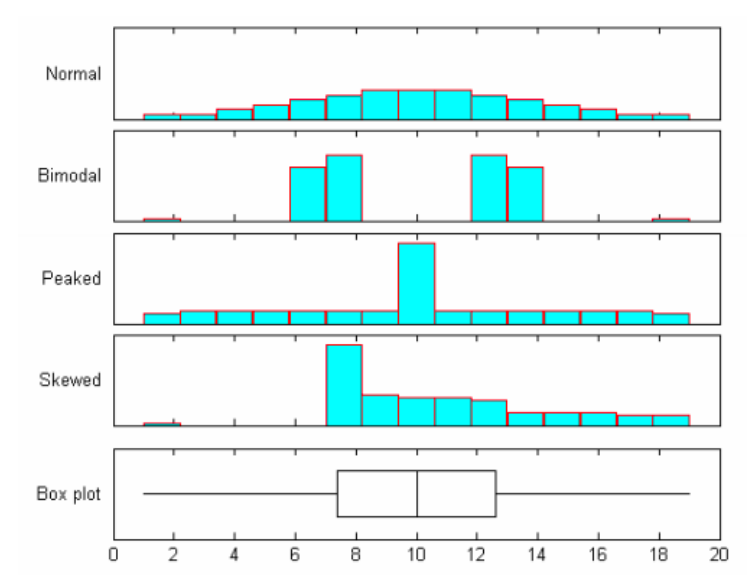 Normal
Bimodal
Peaked
Skewed
Box plot
0 2 4 6 8 10 12 14 16 18 20